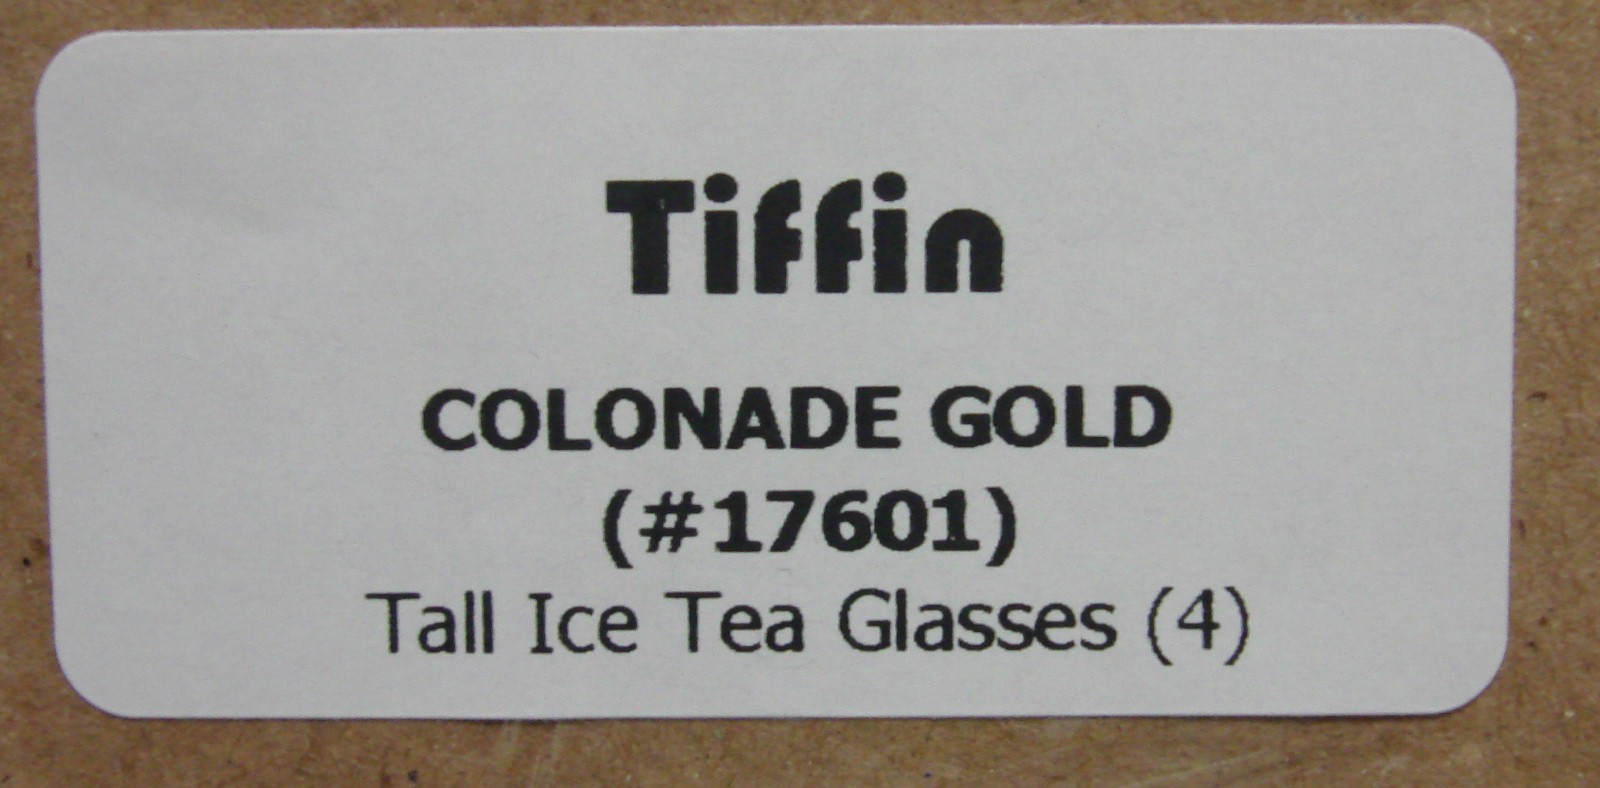 Tiffin
COLONADE GOLD
(#17601)
Tall Ice Tea Glasses (4)